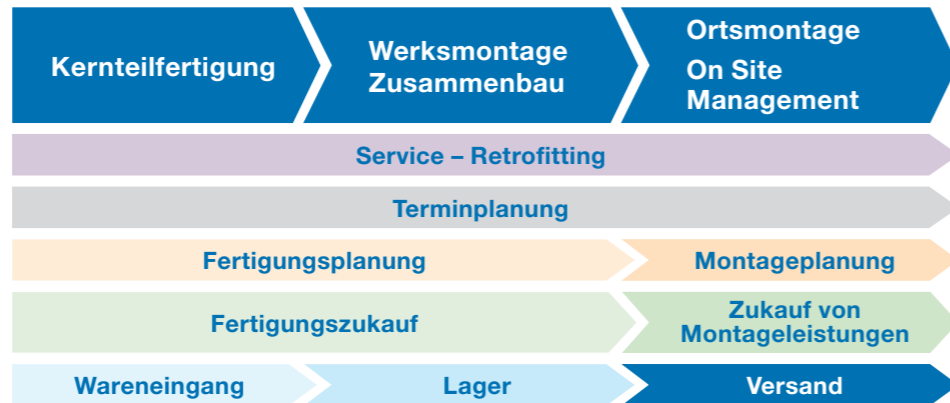 Kernteilfertigung
Werksmontage
Zusammenbau
Ortsmontage
On Site
Management
Service – Retrofitting
Terminplanung
Fertigungsplanung
Montageplanung
Fertigungszukauf
Zukauf von
Montageleistungen
Wareneingang
Lager
Versand